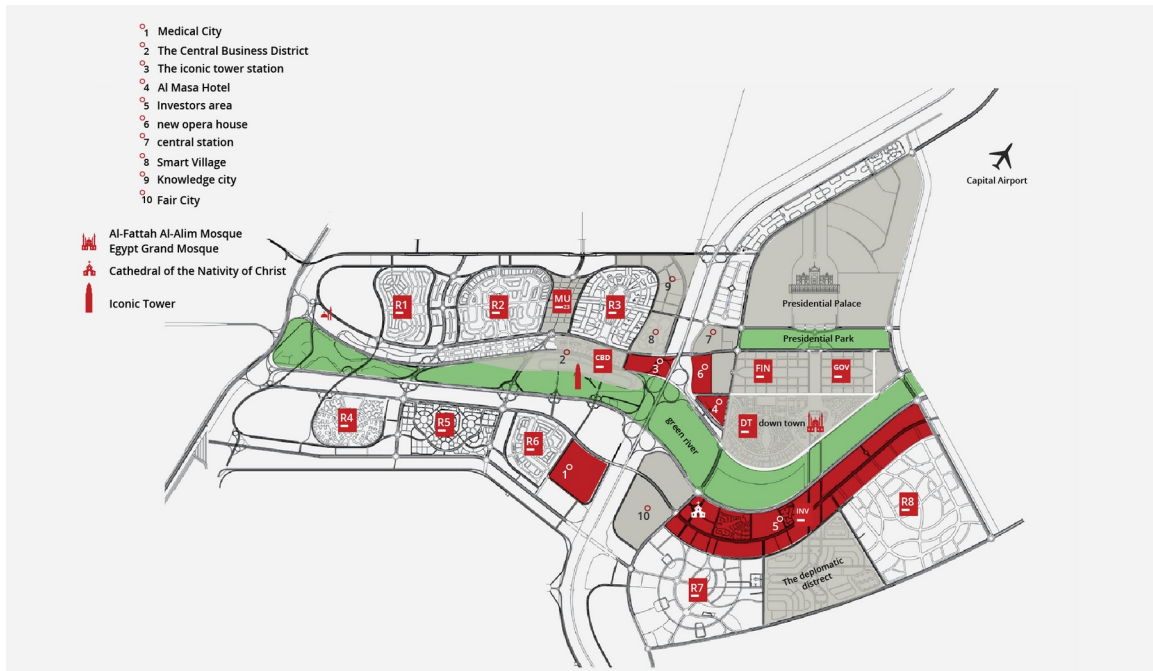 1 Medical City
2 The Central Business District
3 The iconic tower station
4 Al Masa Hotel
5 Investors area
6 new opera house
7 central station
8 Smart Village
9 Knowledge city
10 Fair City
Al-Fattah Al-Alim Mosque
Egypt Grand Mosque
Cathedral of the Nativity of Christ
Iconic Tower
Capital Airport
Presidential Palace
Presidential Park
R1
R2
MU
23
R3
9
8
7
2
CBD
3
6
FIN
GOV
4
DT
down town
green river
R4
R5
R6
1
10
5
INV
R8
R7
The deplomatic
distrect